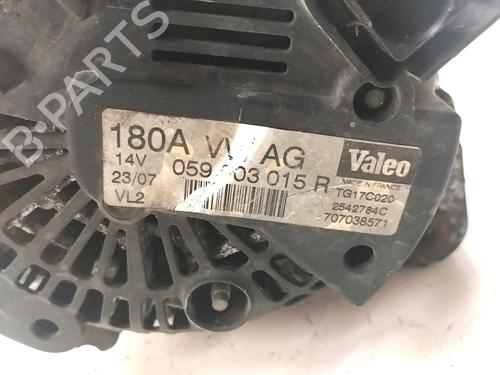 180A AG
14V
23/07
VL2
015 R
Valeo
MADE IN FRANCE
TG17C020
2542784C
707038571
B-PARTS